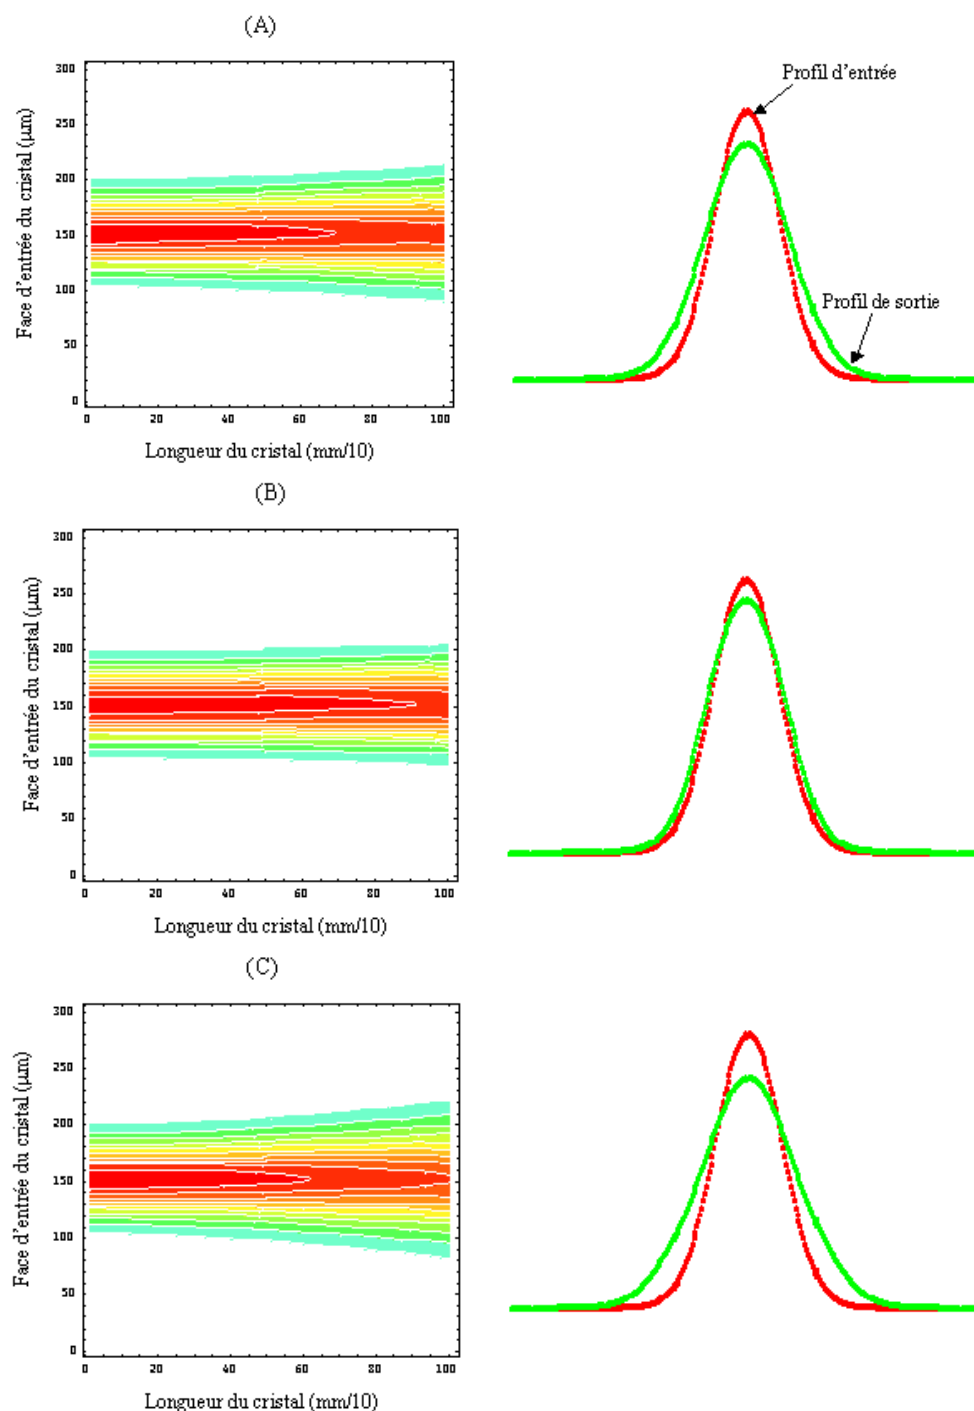 (A)
Face d'entrée du cristal (µm)
300
250
200
150
100
50
0
0 20 40 60 80 100
Longueur du cristal (mm/10)
Profil d'entrée
Profil de sortie
(B)
Face d'entrée du cristal (µm)
300
250
200
150
100
50
0
0 20 40 60 80 100
Longueur du cristal (mm/10)
(C)
Face d'entrée du cristal (µm)
300
250
200
150
100
50
0
0 20 40 60 80 100
Longueur du cristal (mm/10)